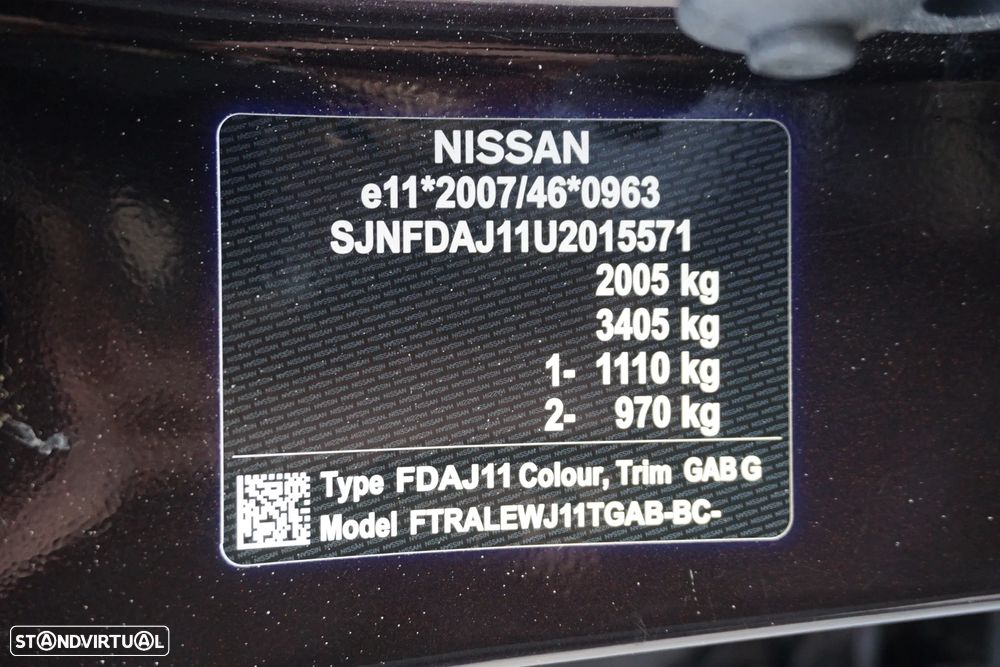 NISSAN
e11*2007/46*0963
SJNFDAJ11U2015571
2005 kg
3405 kg
1- 1110 kg
2- 970 kg
Type FDAJ11 Colour, Trim GAB G
Model FTRALEWJ11TGAB-BC-
STANDVIRTUAL